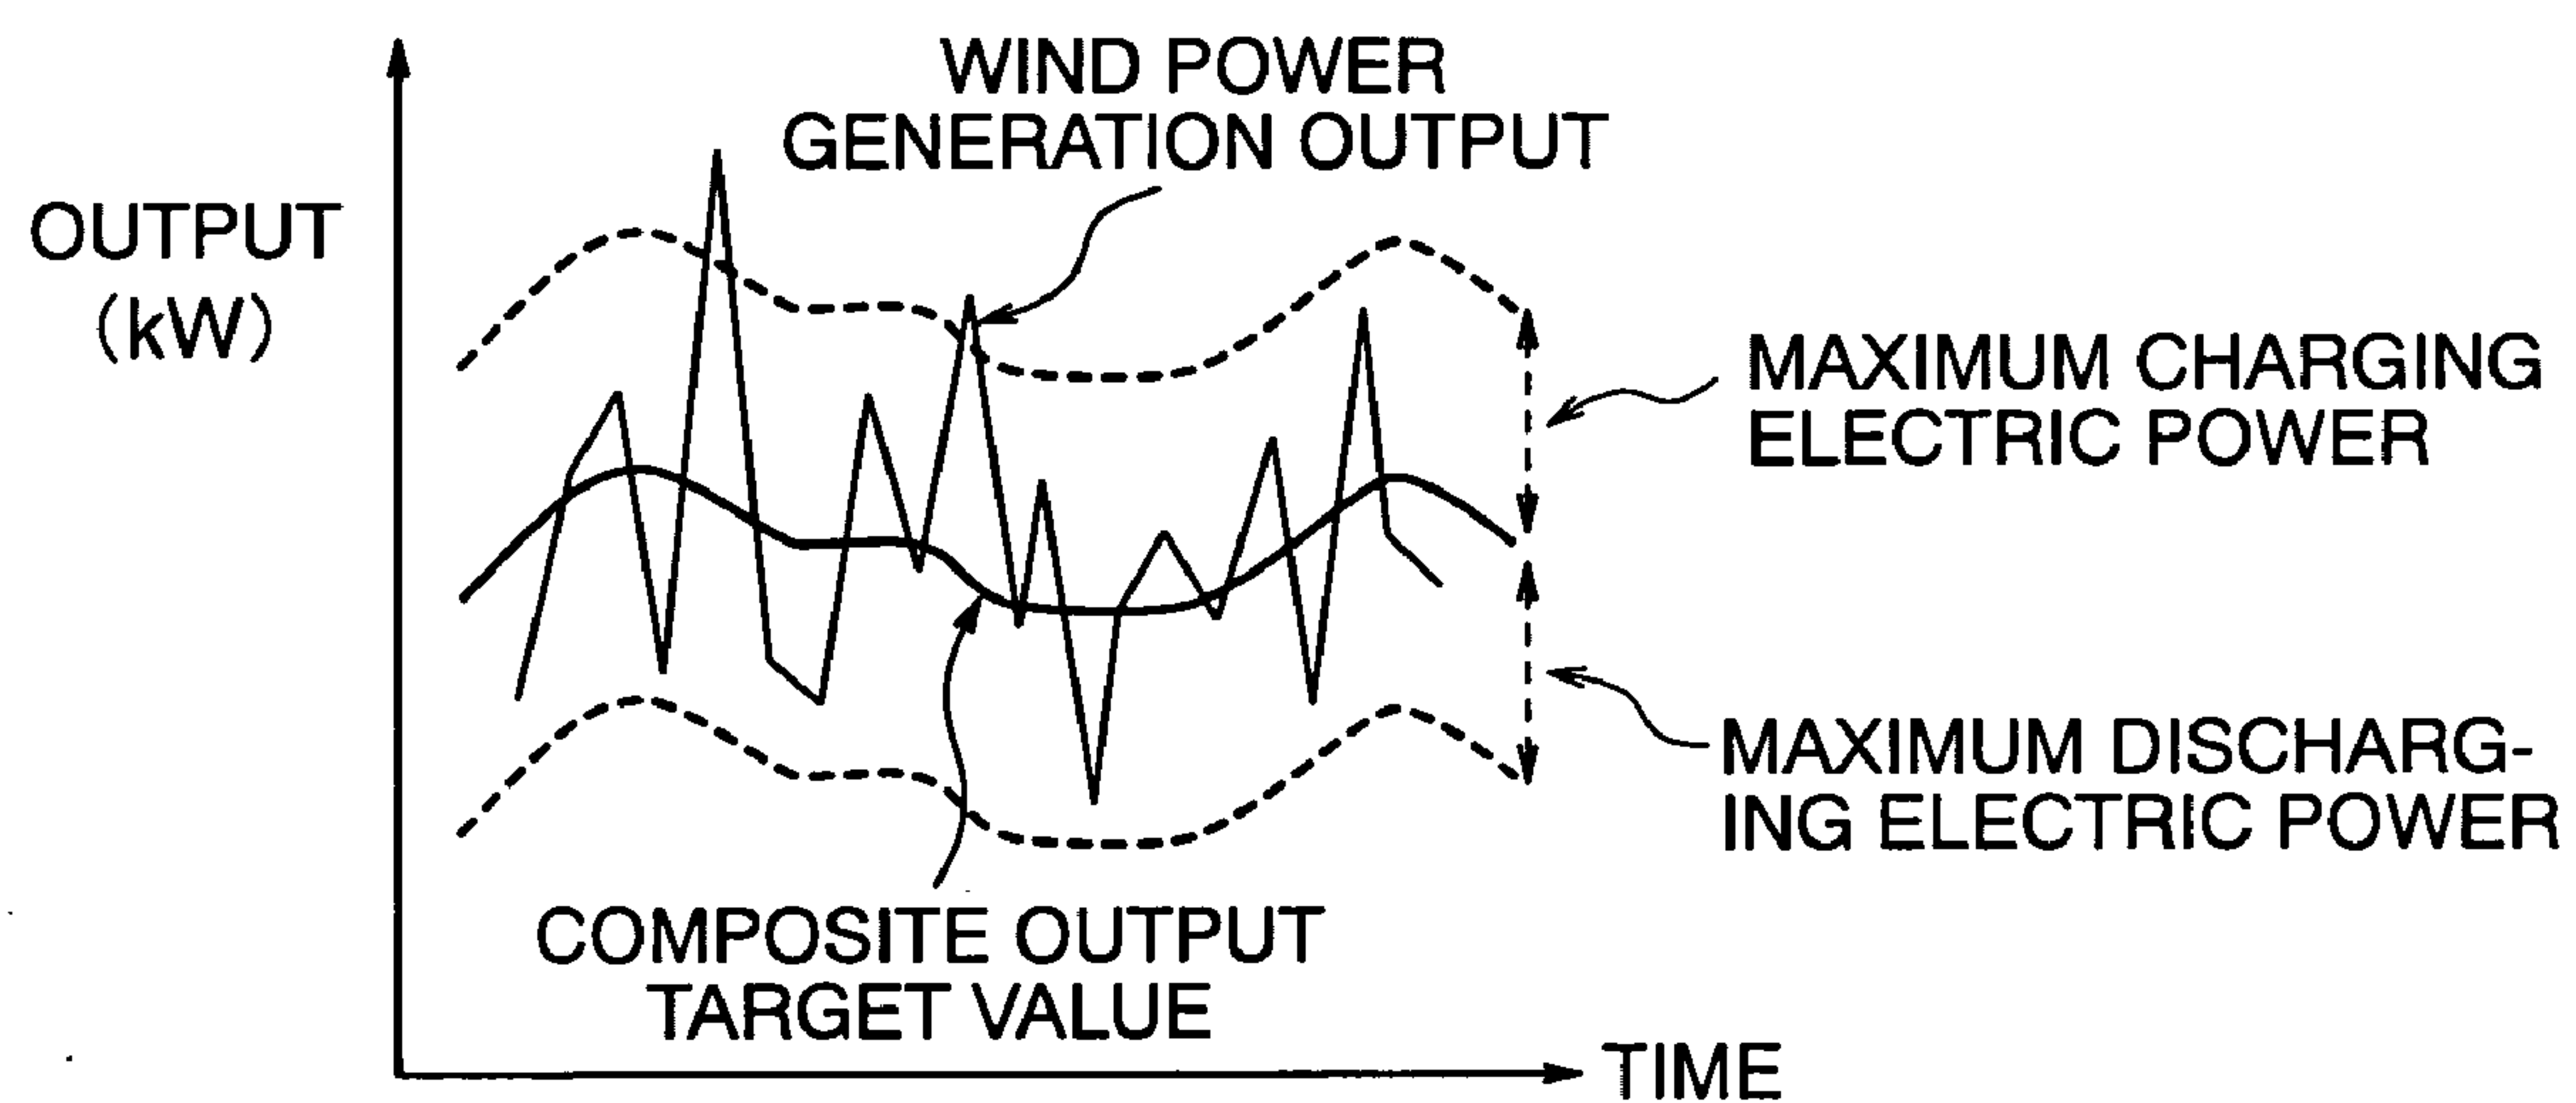 WIND POWER
GENERATION OUTPUT
OUTPUT
(kW)
MAXIMUM CHARGING
ELECTRIC POWER
MAXIMUM DISCHARG-
ING ELECTRIC POWER
COMPOSITE OUTPUT
TARGET VALUE
TIME